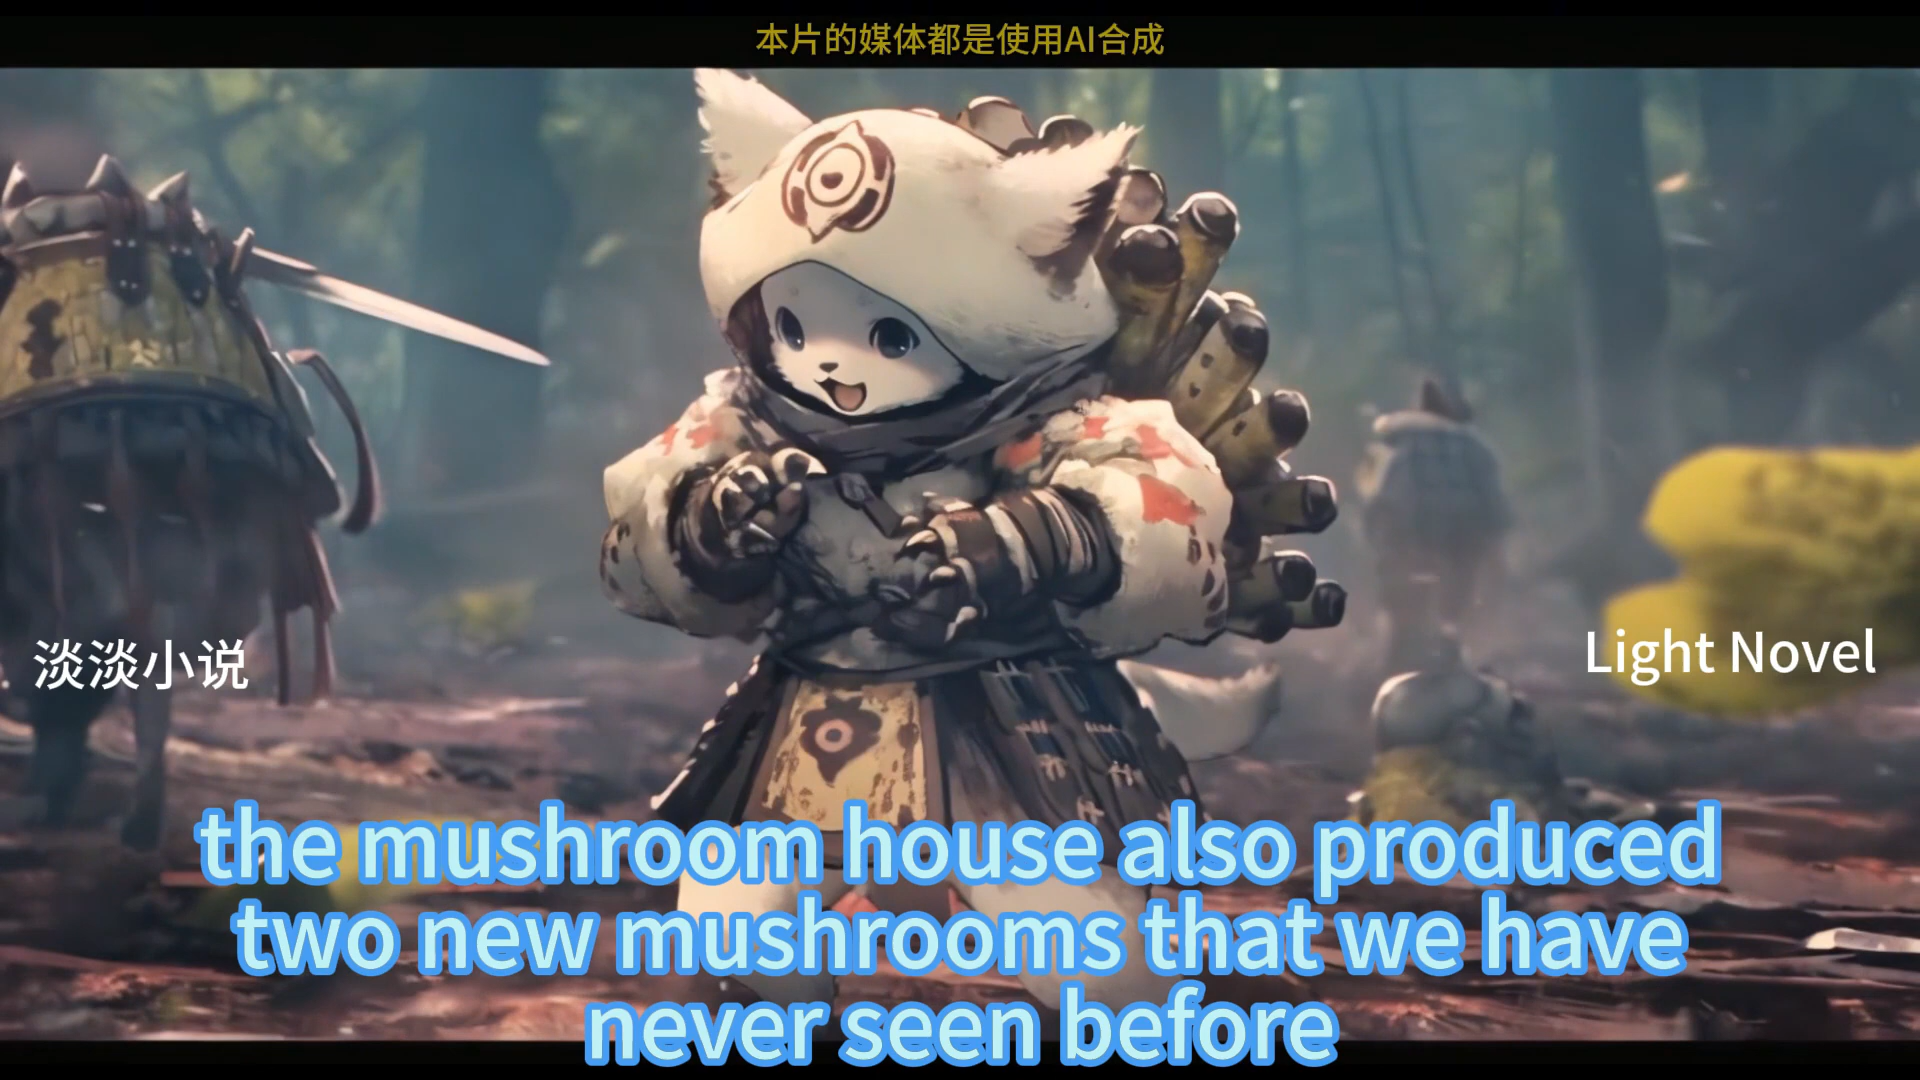 本片的媒体都是使用AI合成
淡淡小说
Light Novel
the mushroom house also produced
two new mushrooms that we have
never seen before